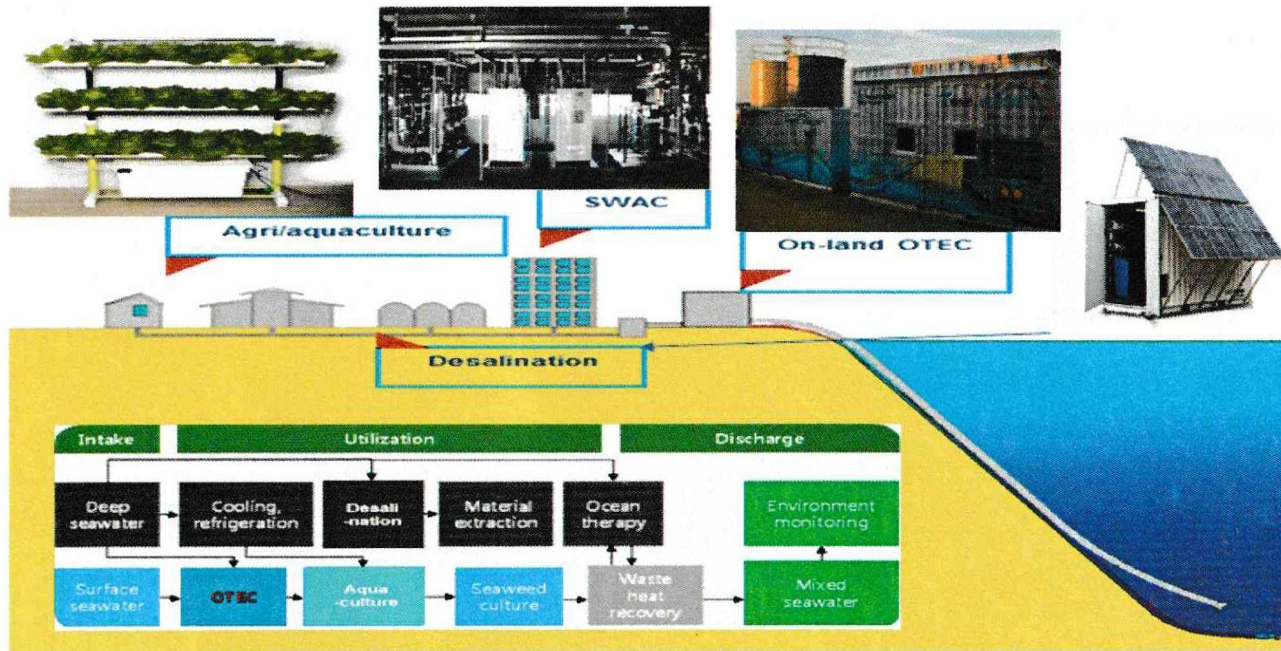 SWAC
Agri/aquaculture
On-land OTEC
Desalination
Intake
Utilization
Discharge
Deep
seawater
Cooling,
refrigeration
Desali
-nation
Material
extraction
Ocean
therapy
Environment
monitoring
Surface
seawater
OTEC
Aqua
-culture
Seaweed
culture
Waste
heat
recovery
Mixed
seawater